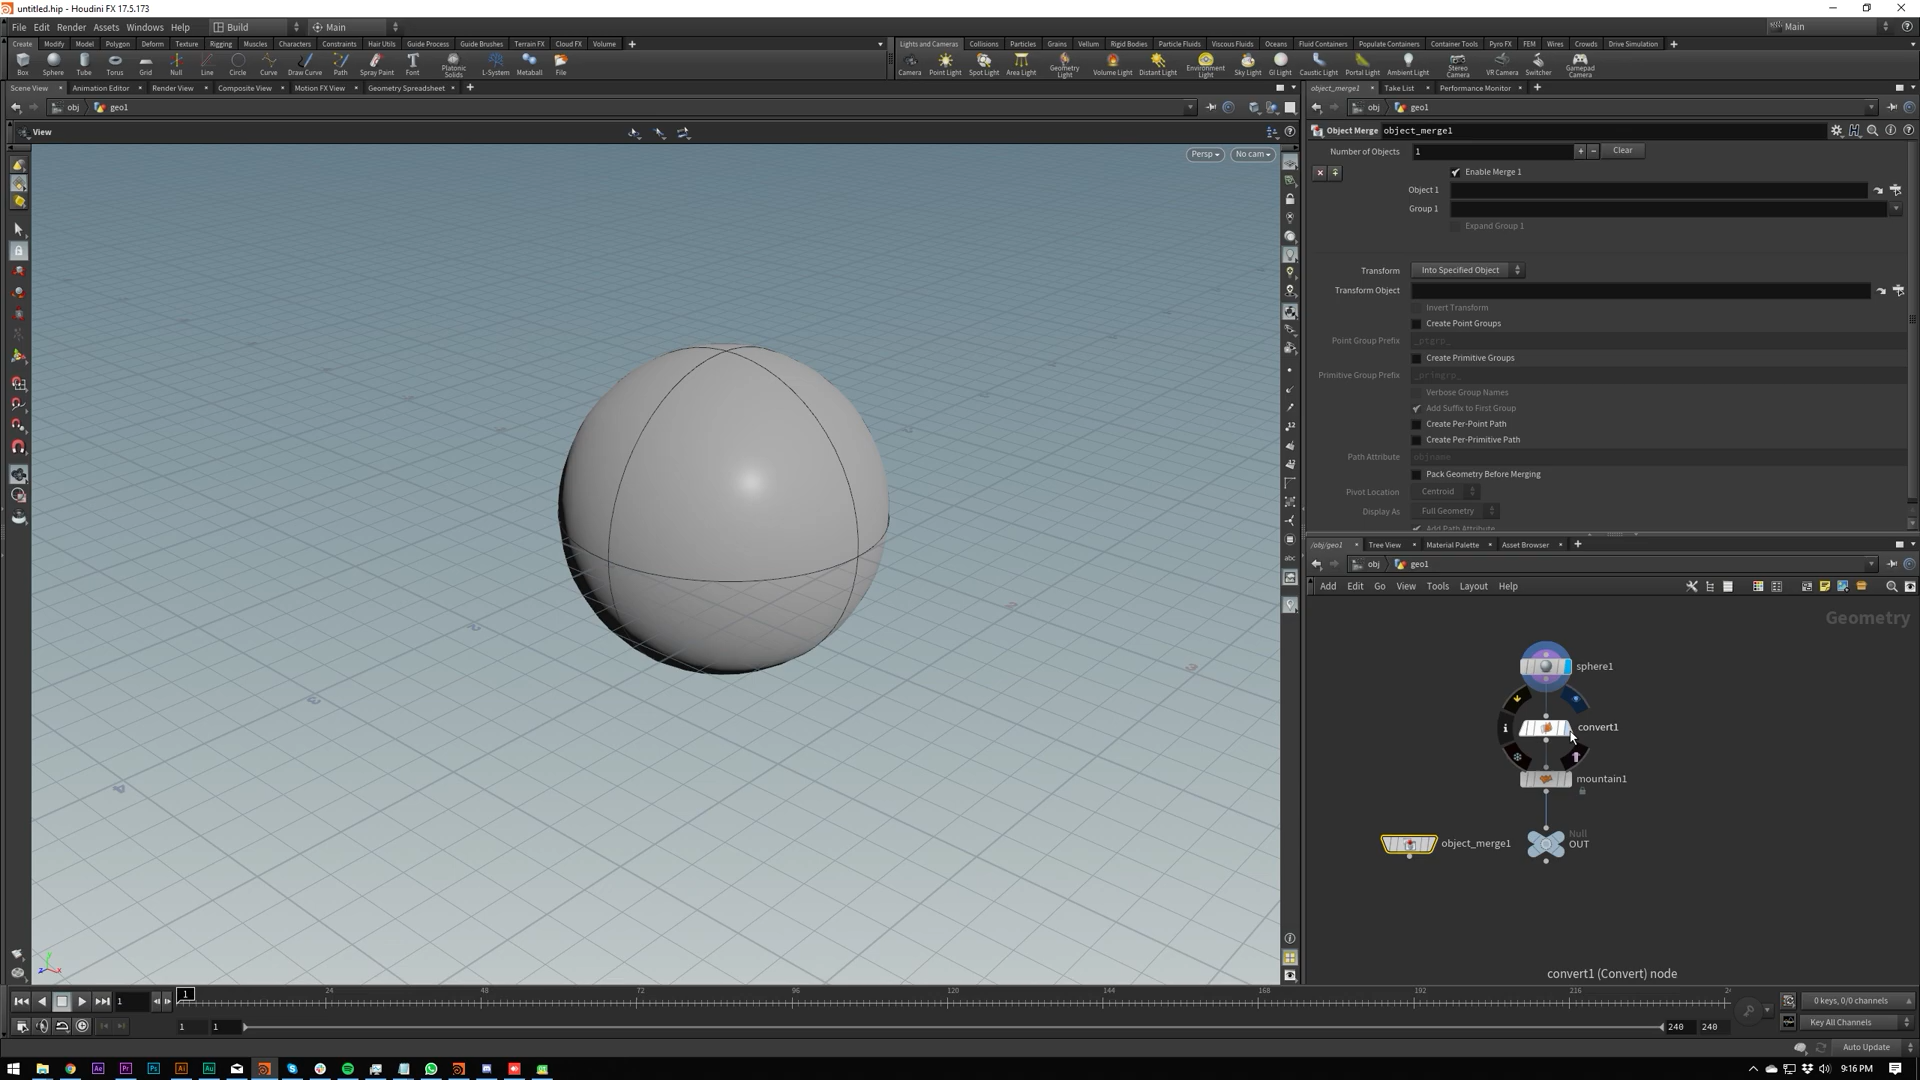 untitled.hip - Houdini FX 17.5.173
File Edit Render Assets Windows Help Build Main Main
Create Modify Model Polygon Deform Texture Rigging Muscles Characters Constraints Hair Utils Guide Process Guide Brushes Terrain FX Cloud FX Volume
Lights and Cameras Collisions Particles Grains Vellum Rigid Bodies Particle Fluids Viscous Fluids Oceans Fluid Containers Populate Containers Container Tools Pyro FX FEM Wires Crowds Drive Simulation
Box Sphere Tube Torus Grid Null Line Circle Curve Draw Curve Path Spray Paint Font Platonic Solids L-System Metaball File
Camera Point Light Spot Light Area Light Geometry Light Volume Light Distant Light Environment Light Sky Light GI Light Caustic Light Portal Light Ambient Light Stereo Camera VR Camera Switcher Gamepad Camera
Scene View Animation Editor Render View Composite View Motion FX View Geometry Spreadsheet
object_merge1 Take List Performance Monitor
obj geo1
obj geo1
View
Persp No cam
Object Merge object_merge1
Number of Objects 1 Clear
Enable Merge 1
Object 1
Group 1
Expand Group 1
Transform Into Specified Object
Transform Object
Invert Transform
Create Point Groups
Point Group Prefix _ptgrp_
Create Primitive Groups
Primitive Group Prefix _primgrp_
Verbose Group Names
Add Suffix to First Group
Create Per-Point Path
Create Per-Primitive Path
Path Attribute objname
Pack Geometry Before Merging
Pivot Location Centroid
Display As Full Geometry
Add Path Attribute
/obj/geo1 Tree View Material Palette Asset Browser
obj geo1
Add Edit Go View Tools Layout Help
Geometry
sphere1
convert1
mountain1
Null
OUT
object_merge1
convert1 (Convert) node
1 1 24 48 72 96 120 144 168 192 216
0 keys, 0/0 channels
1 1 240 240
Key All Channels
Auto Update
9:16 PM